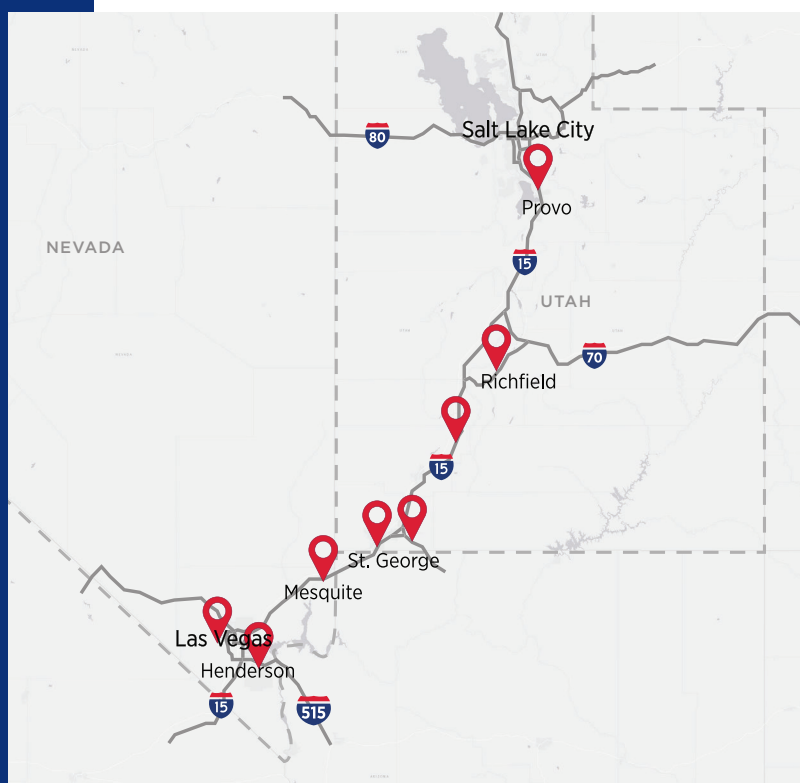 Salt Lake City
80
Provo
NEVADA
15
UTAH
70
Richfield
15
St. George
Mesquite
Las Vegas
Henderson
15
515